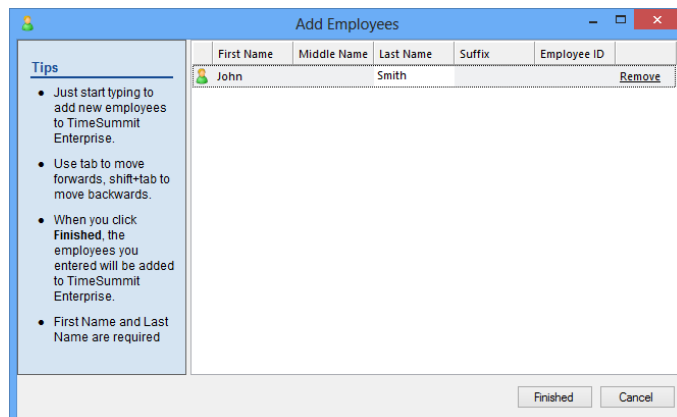 Add Employees
Tips
● Just start typing to
add new employees
to TimeSummit
Enterprise.
● Use tab to move
forwards, shift+tab to
move backwards.
● When you click
Finished, the
employees you
entered will be added
to TimeSummit
Enterprise.
● First Name and Last
Name are required
First Name Middle Name Last Name Suffix Employee ID
John Smith Remove
Finished Cancel